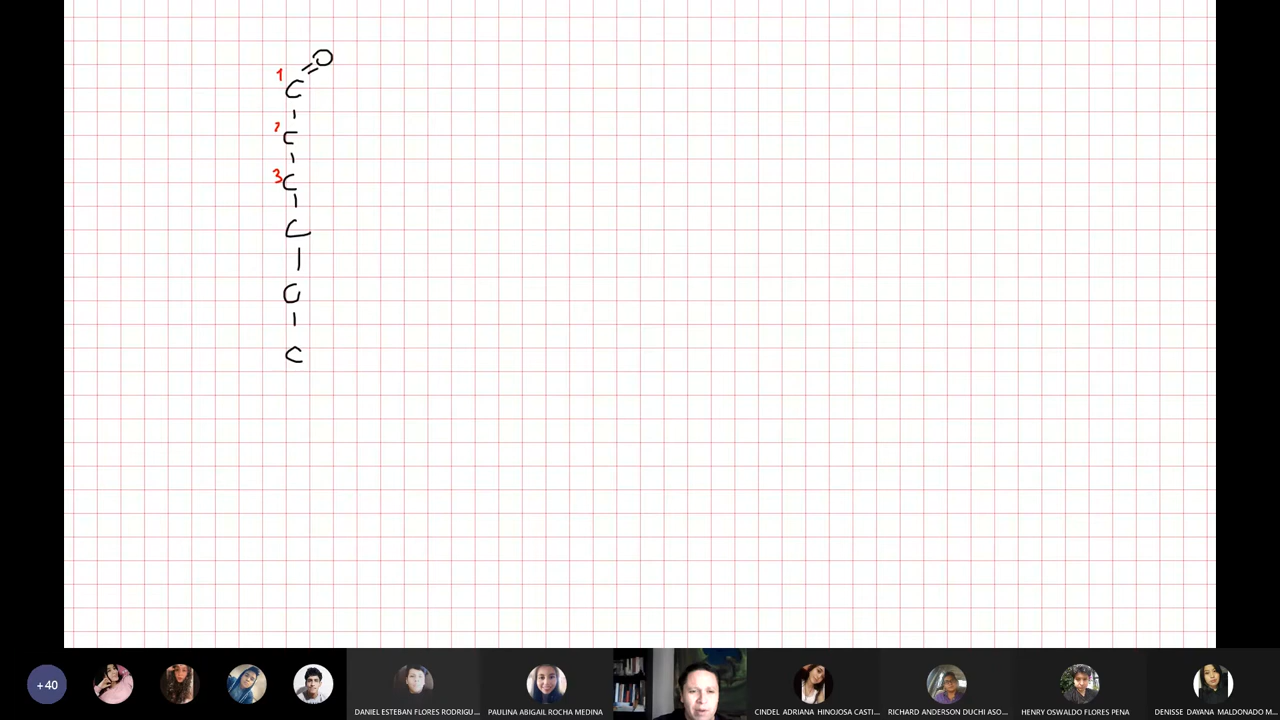 O
1
C
2
C
3
C
C
C
C
+40
DANIEL ESTEBAN FLORES RODRIGU...
PAULINA ABIGAIL ROCHA MEDINA
CINDEL ADRIANA HINOJOSA CASTI...
RICHARD ANDERSON DUCHI ASO...
HENRY OSWALDO FLORES PENA
DENISSE DAYANA MALDONADO M...